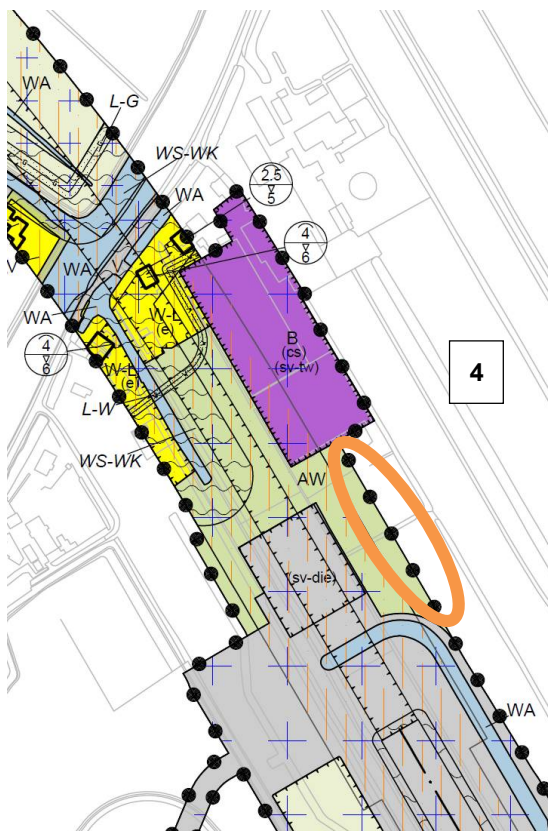 WA
L-G
WS-WK
2.5
5
WA
4
6
WA
WA
W-L
(e)
B
(cs)
(sv-tw)
4
6
W-L
(e)
4
L-W
WS-WK
AW
(sv-die)
WA